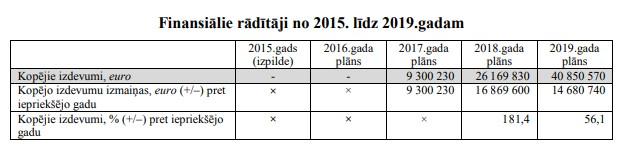 Finansiālie rādītāji no 2015. līdz 2019.gadam
2015.gads (izpilde) 2016.gada plāns 2017.gada plāns 2018.gada plāns 2019.gada plāns
Kopējie izdevumi, euro - - 9 300 230 26 169 830 40 850 570
Kopējo izdevumu izmaiņas, euro (+/–) pret iepriekšējo gadu × × 9 300 230 16 869 600 14 680 740
Kopējie izdevumi, % (+/–) pret iepriekšējo gadu × × × 181,4 56,1